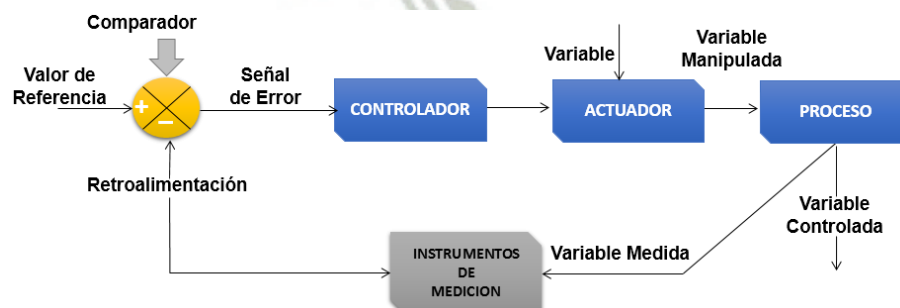 Comparador
Valor de
Referencia
+
–
Señal
de Error
CONTROLADOR
Variable
ACTUADOR
Variable
Manipulada
PROCESO
Retroalimentación
INSTRUMENTOS
DE
MEDICION
Variable Medida
Variable
Controlada